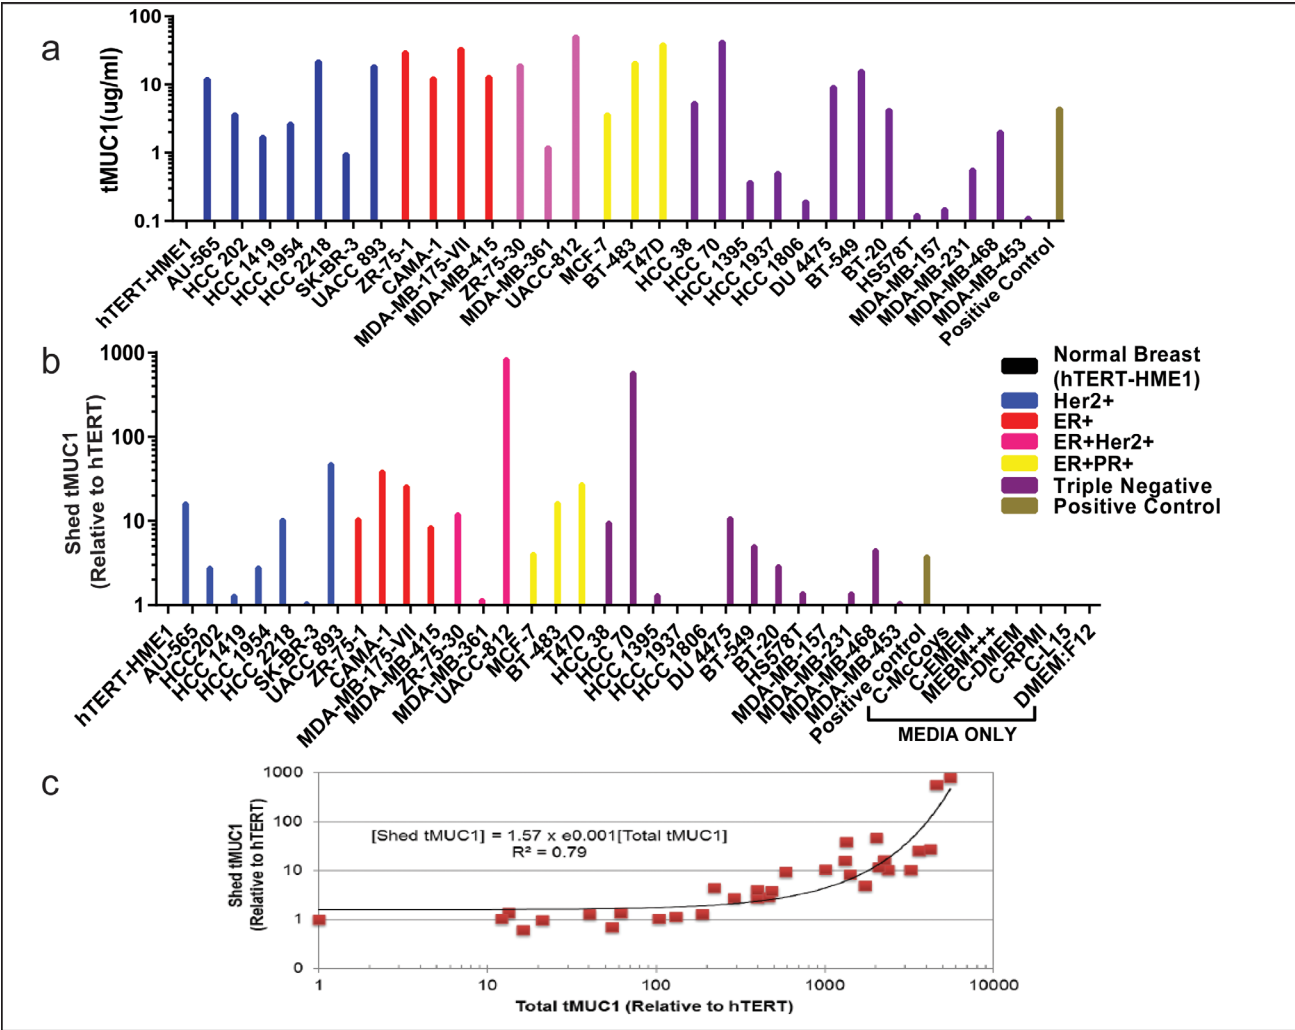 a
tMUC1(ug/ml)
100
10
1
0.1
hTERT-HME1
AU-565
HCC 202
HCC 1419
HCC 1954
HCC 2218
SK-BR-3
UACC 893
ZR-75-1
CAMA-1
MDA-MB-175-VII
MDA-MB-415
ZR-75-30
MDA-MB-361
UACC-812
MCF-7
BT-483
T47D
HCC 38
HCC 70
HCC 1395
HCC 1937
HCC 1806
DU 4475
BT-549
BT-20
HS578T
MDA-MB-157
MDA-MB-231
MDA-MB-468
MDA-MB-453
Positive Control
b
Shed tMUC1
(Relative to hTERT)
1000
100
10
1
hTERT-HME1
AU-565
HCC202
HCC 1419
HCC 1954
HCC 2218
SK-BR-3
UACC 893
ZR-75-1
CAMA-1
MDA-MB-175-VII
MDA-MB-415
ZR-75-30
MDA-MB-361
UACC-812
MCF-7
BT-483
T47D
HCC 38
HCC 70
HCC 1395
HCC 1937
HCC 1806
DU 4475
BT-549
BT-20
HS578T
MDA-MB-157
MDA-MB-231
MDA-MB-468
MDA-MB-453
Positive control
C-McCoys
C-EMEM
MEBM+++
C-DMEM
C-RPMI
C-L15
DMEM:F12
MEDIA ONLY
Normal Breast
(hTERT-HME1)
Her2+
ER+
ER+Her2+
ER+PR+
Triple Negative
Positive Control
c
Shed tMUC1
(Relative to hTERT)
1000
100
10
1
0
[Shed tMUC1] = 1.57 x e0.001[Total tMUC1]
R² = 0.79
1
10
100
1000
10000
Total tMUC1 (Relative to hTERT)